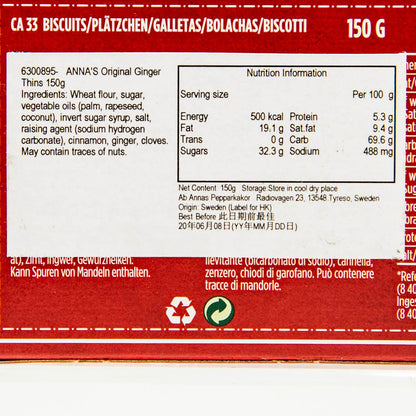 CA 33 BISCUITS/PLÄTZCHEN/GALLETAS/BOLACHAS/BISCOTTI 150 G
6300895- ANNA'S Original Ginger
Thins 150g
Ingredients: Wheat flour, sugar,
vegetable oils (palm, rapeseed,
coconut), invert sugar syrup, salt,
raising agent (sodium hydrogen
carbonate), cinnamon, ginger, cloves.
May contain traces of nuts.
Nutrition Information
Serving size Per 100 g
Energy 500 kcal Protein 5.3 g
Fat 19.1 g Sat.fat 9.4 g
Trans 0 g Carb 69.6 g
Sugars 32.3 g Sodium 488 mg
Net Content: 150g Storage:Store in cool dry place
Ab Annas Pepparkakor Radiovagen 23, 13548.Tyreso, Sweden
Origin: Sweden (Label for HK)
Best Before 此日期前最佳
20年06月08日(YY年MM月DD日)
at), Zimt, Ingwer, Gewürznelken.
Kann Spuren von Mandeln enthalten.
lievitante (bicarbonato di sodio), cannella,
zenzero, chiodi di garofano. Può contenere
tracce di mandorle.
(8 40
(8 40